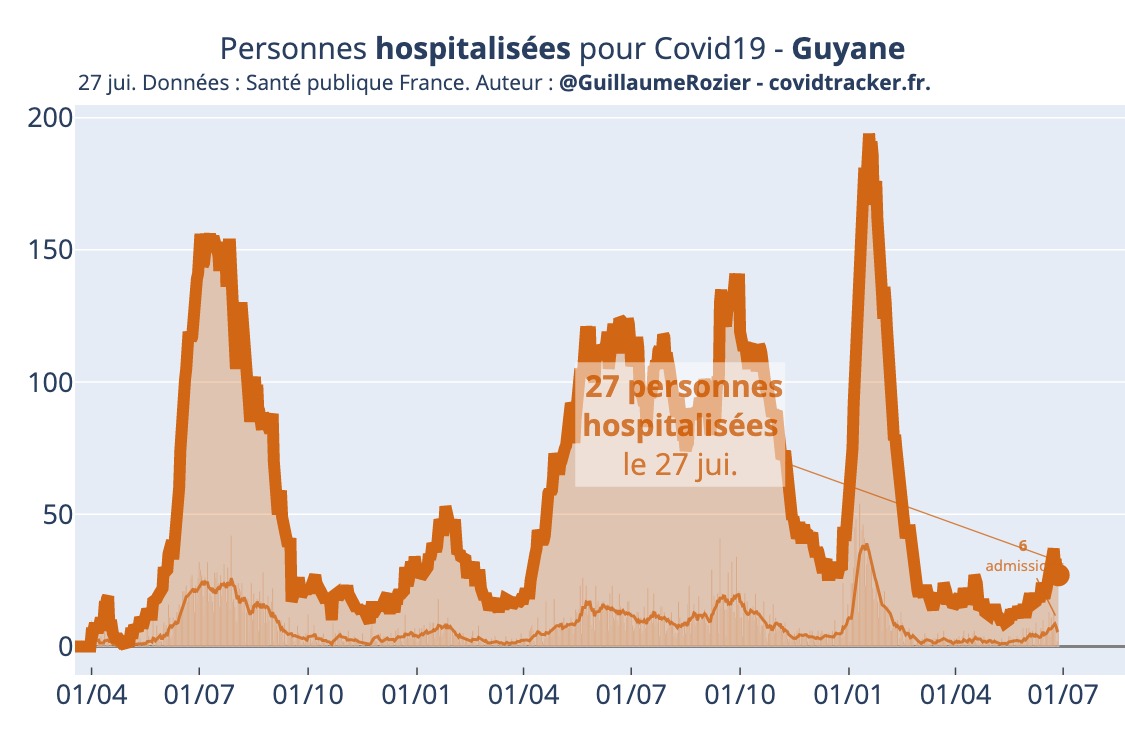 Personnes hospitalisées pour Covid19 - Guyane
27 jui. Données : Santé publique France. Auteur : @GuillaumeRozier - covidtracker.fr.
200
150
100
50
0
27 personnes
hospitalisées
le 27 jui.
6
admissio
01/04 01/07 01/10 01/01 01/04 01/07 01/10 01/01 01/04 01/07